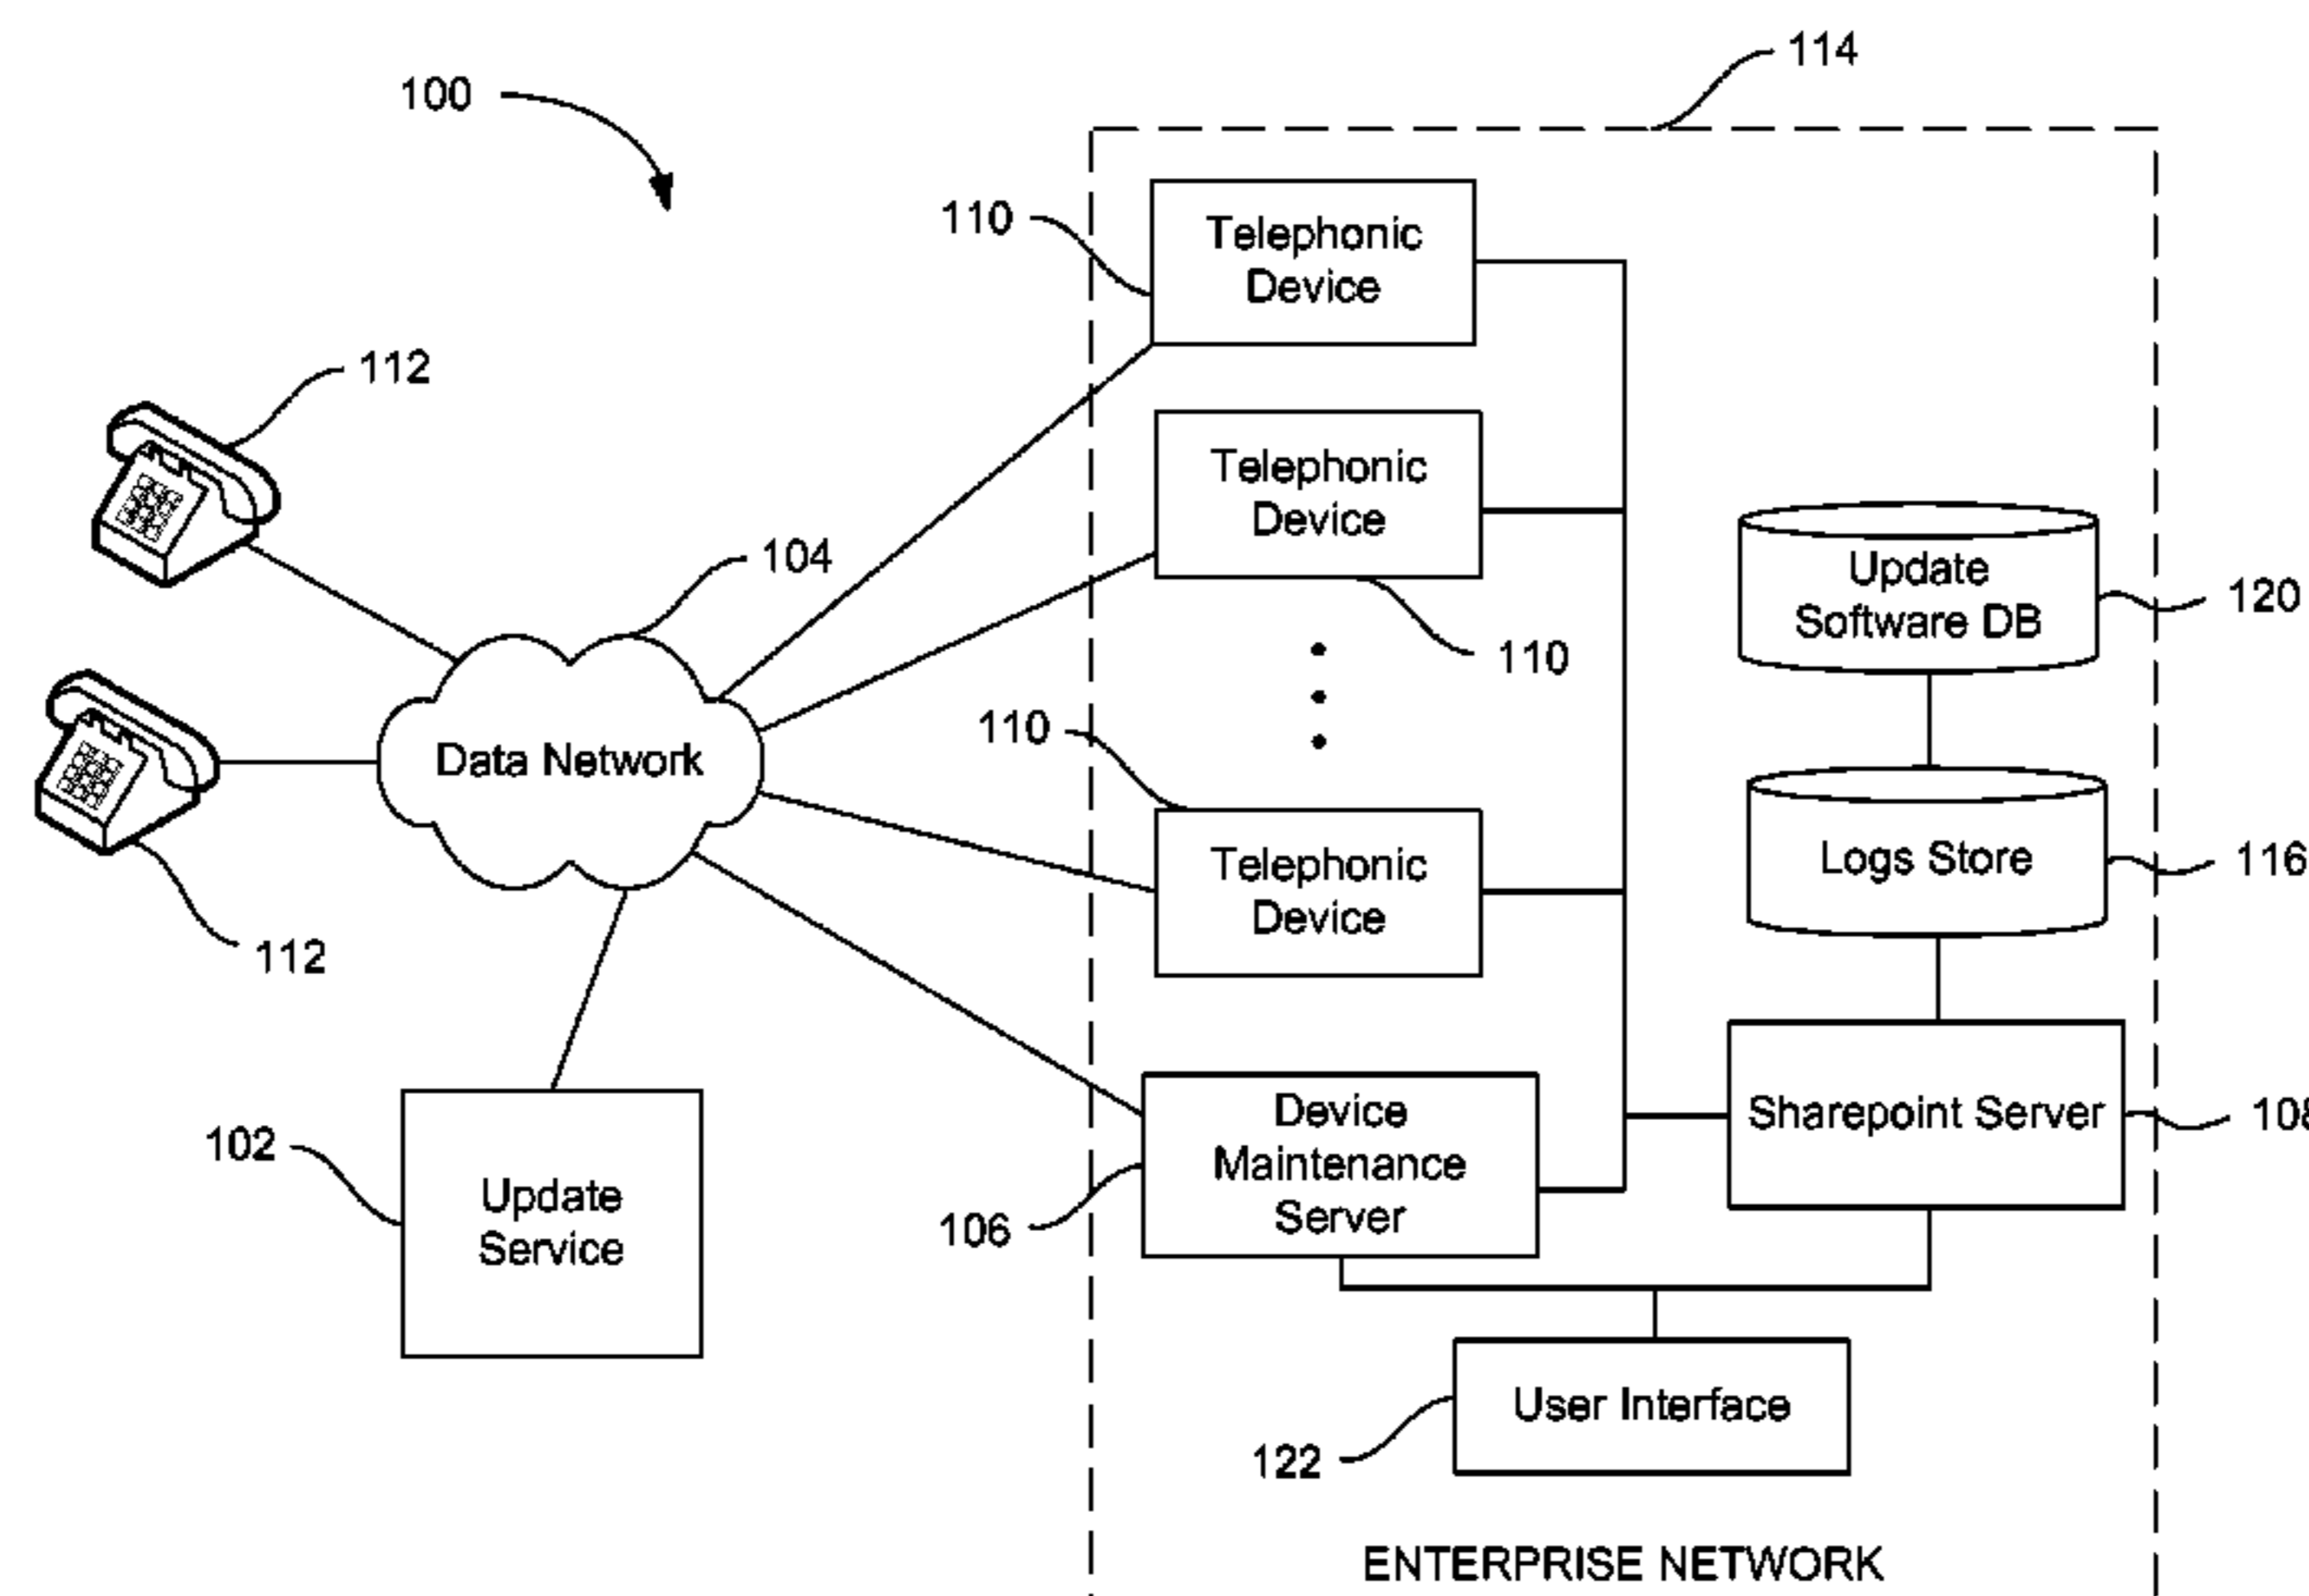 114
100
110
Telephonic
Device
112
Telephonic
Device
104
Update
Software DB
120
110
110
Data Network
Telephonic
Device
Logs Store
116
112
Device
Maintenance
Server
Sharepoint Server
108
102
Update
Service
106
User Interface
122
ENTERPRISE NETWORK